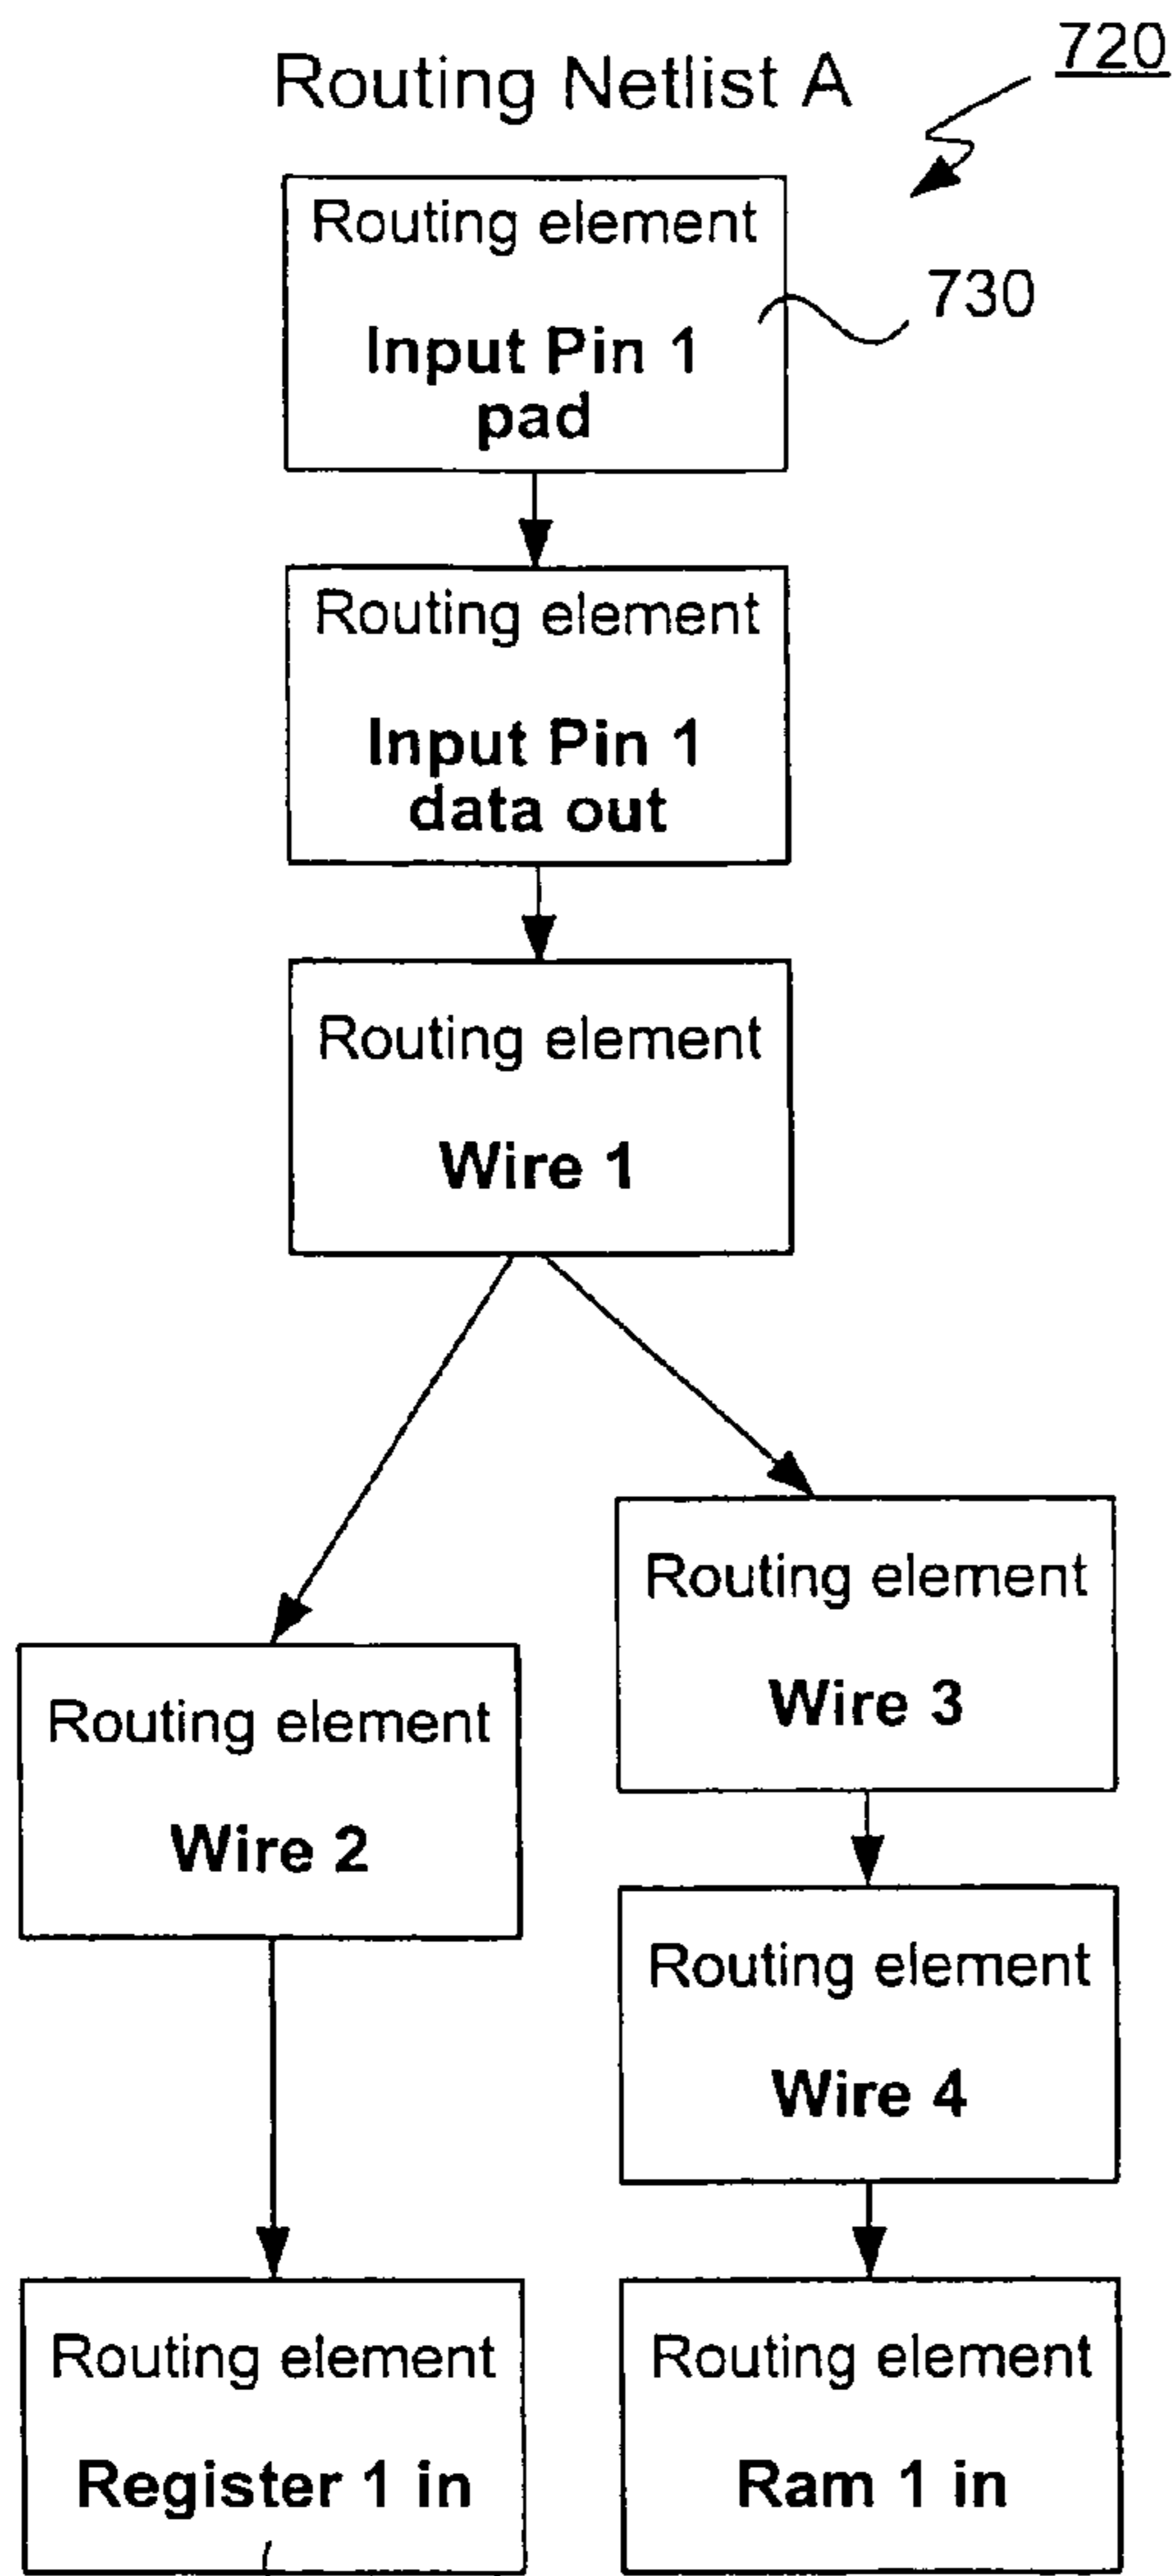 720
Routing Netlist A
Routing element
Input Pin 1
pad
730
Routing element
Input Pin 1
data out
Routing element
Wire 1
Routing element
Wire 3
Routing element
Wire 2
Routing element
Wire 4
Routing element
Register 1 in
Routing element
Ram 1 in